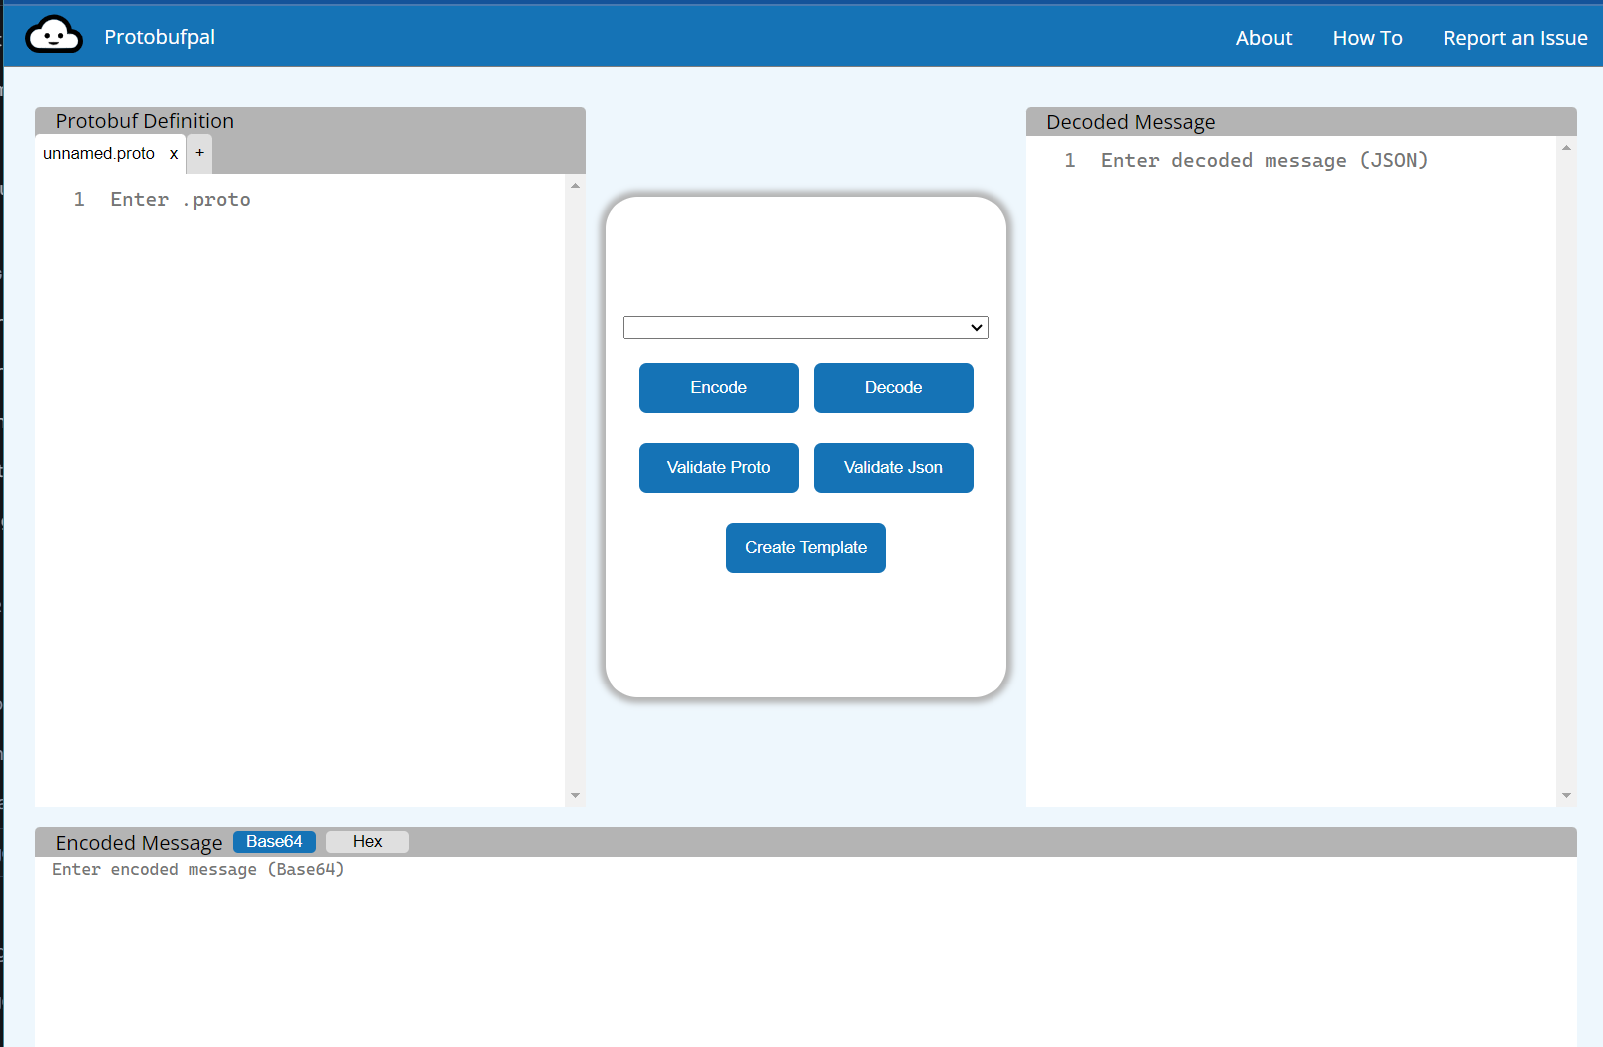 Protobufpal
About
How To
Report an Issue
Protobuf Definition
unnamed.proto x +
1 Enter .proto
Encode
Decode
Validate Proto
Validate Json
Create Template
Decoded Message
1 Enter decoded message (JSON)
Encoded Message Base64 Hex
Enter encoded message (Base64)